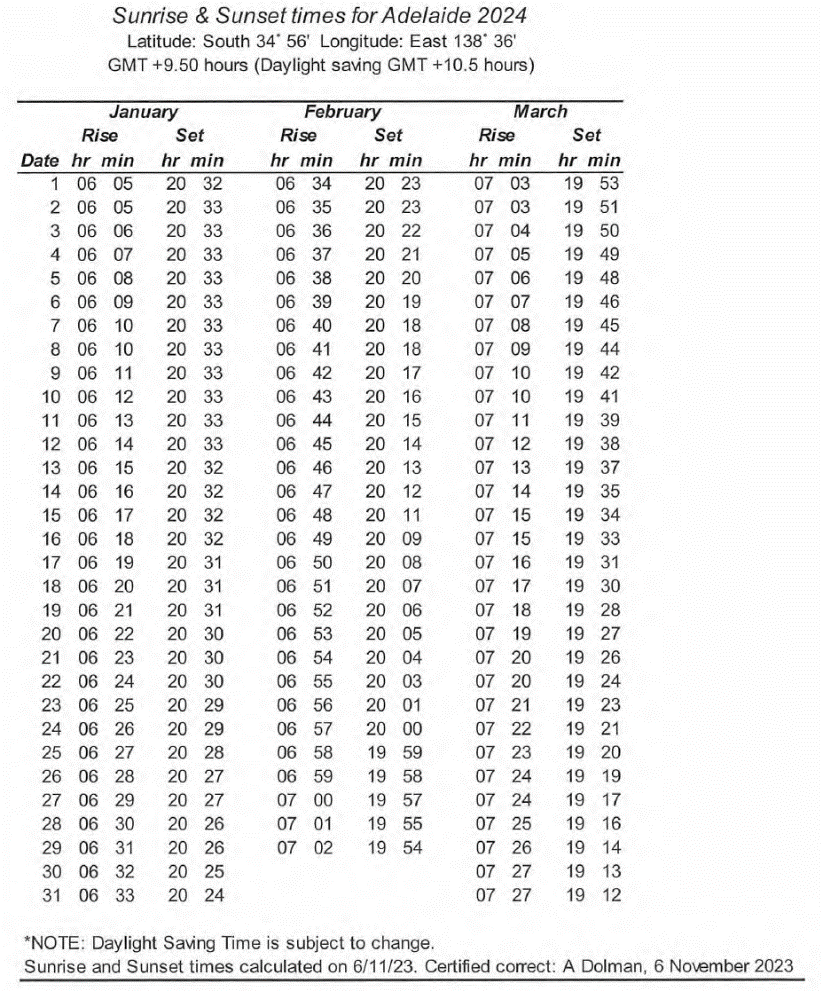 Sunrise & Sunset times for Adelaide 2024
Latitude: South 34° 56' Longitude: East 138° 36'
GMT +9.50 hours (Daylight saving GMT +10.5 hours)
January February March
Rise Set Rise Set Rise Set
Date hr min hr min hr min hr min hr min hr min
1 06 05 20 32 06 34 20 23 07 03 19 53
2 06 05 20 33 06 35 20 23 07 03 19 51
3 06 06 20 33 06 36 20 22 07 04 19 50
4 06 07 20 33 06 37 20 21 07 05 19 49
5 06 08 20 33 06 38 20 20 07 06 19 48
6 06 09 20 33 06 39 20 19 07 07 19 46
7 06 10 20 33 06 40 20 18 07 08 19 45
8 06 10 20 33 06 41 20 18 07 09 19 44
9 06 11 20 33 06 42 20 17 07 10 19 42
10 06 12 20 33 06 43 20 16 07 10 19 41
11 06 13 20 33 06 44 20 15 07 11 19 39
12 06 14 20 33 06 45 20 14 07 12 19 38
13 06 15 20 32 06 46 20 13 07 13 19 37
14 06 16 20 32 06 47 20 12 07 14 19 35
15 06 17 20 32 06 48 20 11 07 15 19 34
16 06 18 20 32 06 49 20 09 07 15 19 33
17 06 19 20 31 06 50 20 08 07 16 19 31
18 06 20 20 31 06 51 20 07 07 17 19 30
19 06 21 20 31 06 52 20 06 07 18 19 28
20 06 22 20 30 06 53 20 05 07 19 19 27
21 06 23 20 30 06 54 20 04 07 20 19 26
22 06 24 20 30 06 55 20 03 07 20 19 24
23 06 25 20 29 06 56 20 01 07 21 19 23
24 06 26 20 29 06 57 20 00 07 22 19 21
25 06 27 20 28 06 58 19 59 07 23 19 20
26 06 28 20 27 06 59 19 58 07 24 19 19
27 06 29 20 27 07 00 19 57 07 24 19 17
28 06 30 20 26 07 01 19 55 07 25 19 16
29 06 31 20 26 07 02 19 54 07 26 19 14
30 06 32 20 25 07 27 19 13
31 06 33 20 24 07 27 19 12
*NOTE: Daylight Saving Time is subject to change.
Sunrise and Sunset times calculated on 6/11/23. Certified correct: A Dolman, 6 November 2023